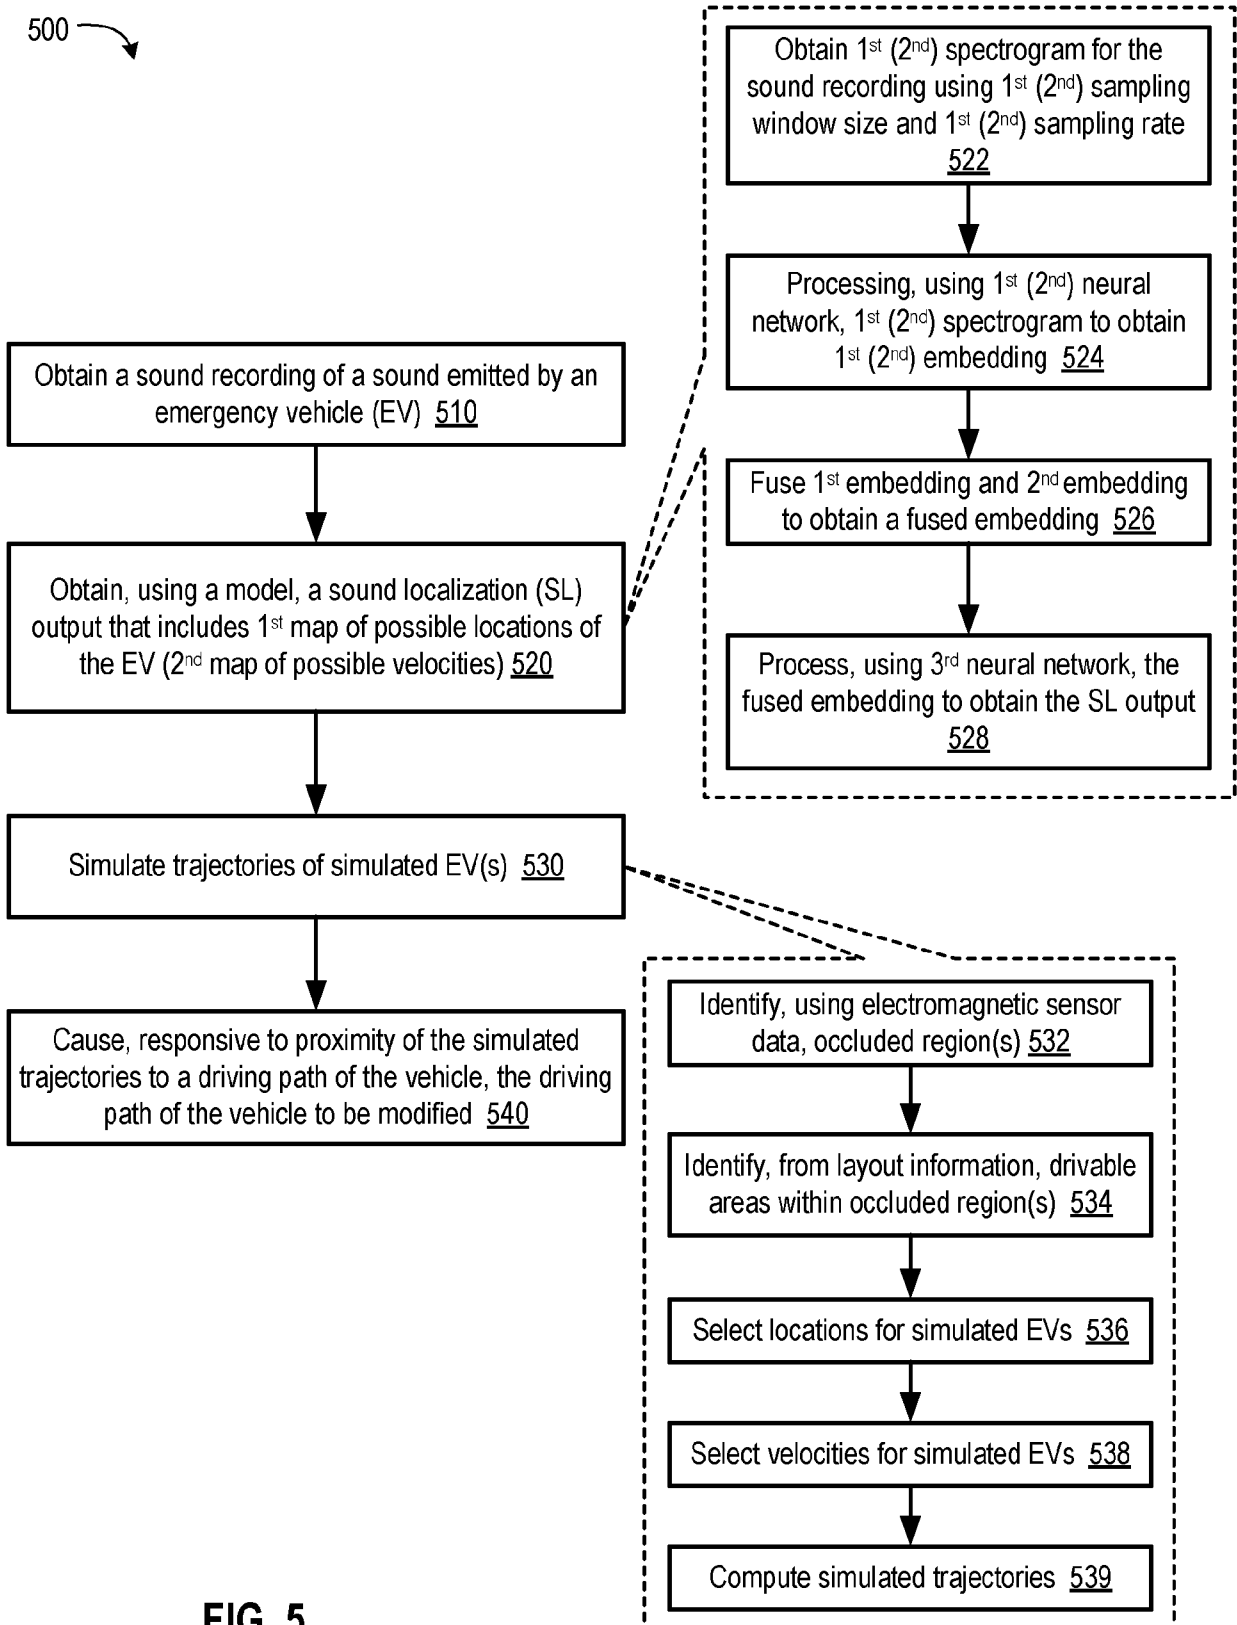 500
Obtain a sound recording of a sound emitted by an
emergency vehicle (EV) 510
Obtain, using a model, a sound localization (SL)
output that includes 1st map of possible locations of
the EV (2nd map of possible velocities) 520
Simulate trajectories of simulated EV(s) 530
Cause, responsive to proximity of the simulated
trajectories to a driving path of the vehicle, the driving
path of the vehicle to be modified 540
Obtain 1st (2nd) spectrogram for the
sound recording using 1st (2nd) sampling
window size and 1st (2nd) sampling rate
522
Processing, using 1st (2nd) neural
network, 1st (2nd) spectrogram to obtain
1st (2nd) embedding 524
Fuse 1st embedding and 2nd embedding
to obtain a fused embedding 526
Process, using 3rd neural network, the
fused embedding to obtain the SL output
528
Identify, using electromagnetic sensor
data, occluded region(s) 532
Identify, from layout information, drivable
areas within occluded region(s) 534
Select locations for simulated EVs 536
Select velocities for simulated EVs 538
Compute simulated trajectories 539
FIG. 5